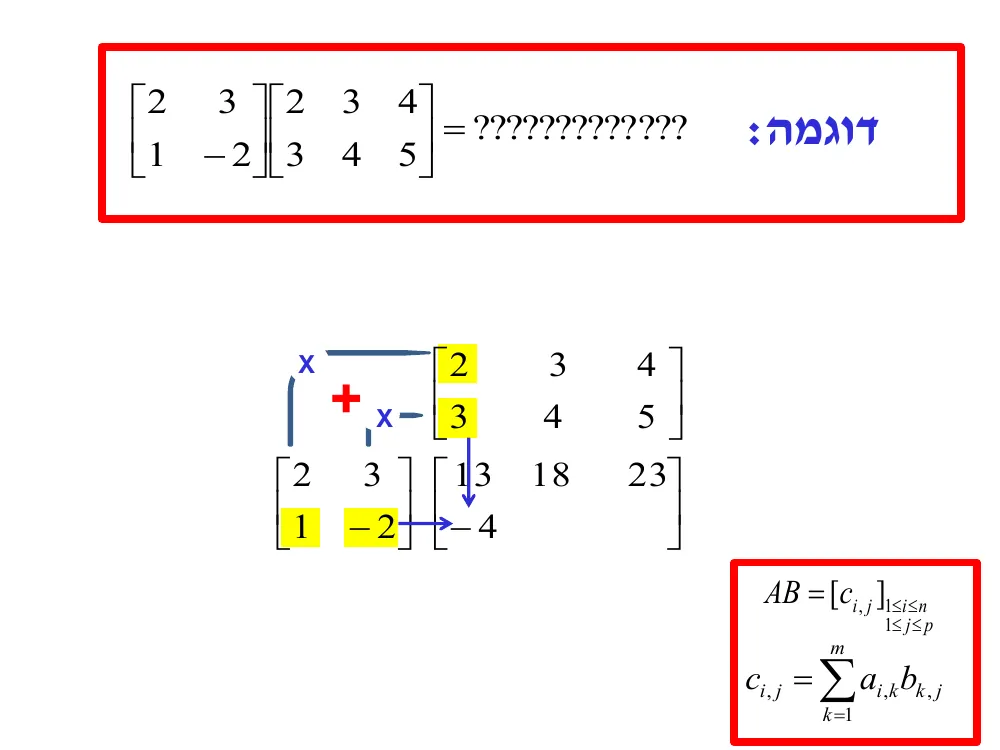 [2 3] [2 3 4] = ????????????? דוגמה:
[1 −2] [3 4 5]
x [2 3 4]
+ x [3 4 5]
[2 3] [13 18 23]
[1 −2] [−4 ]
AB = [c_{i,j}]_{1≤i≤n, 1≤j≤p}
c_{i,j} = \sum_{k=1}^{m} a_{i,k} b_{k,j}